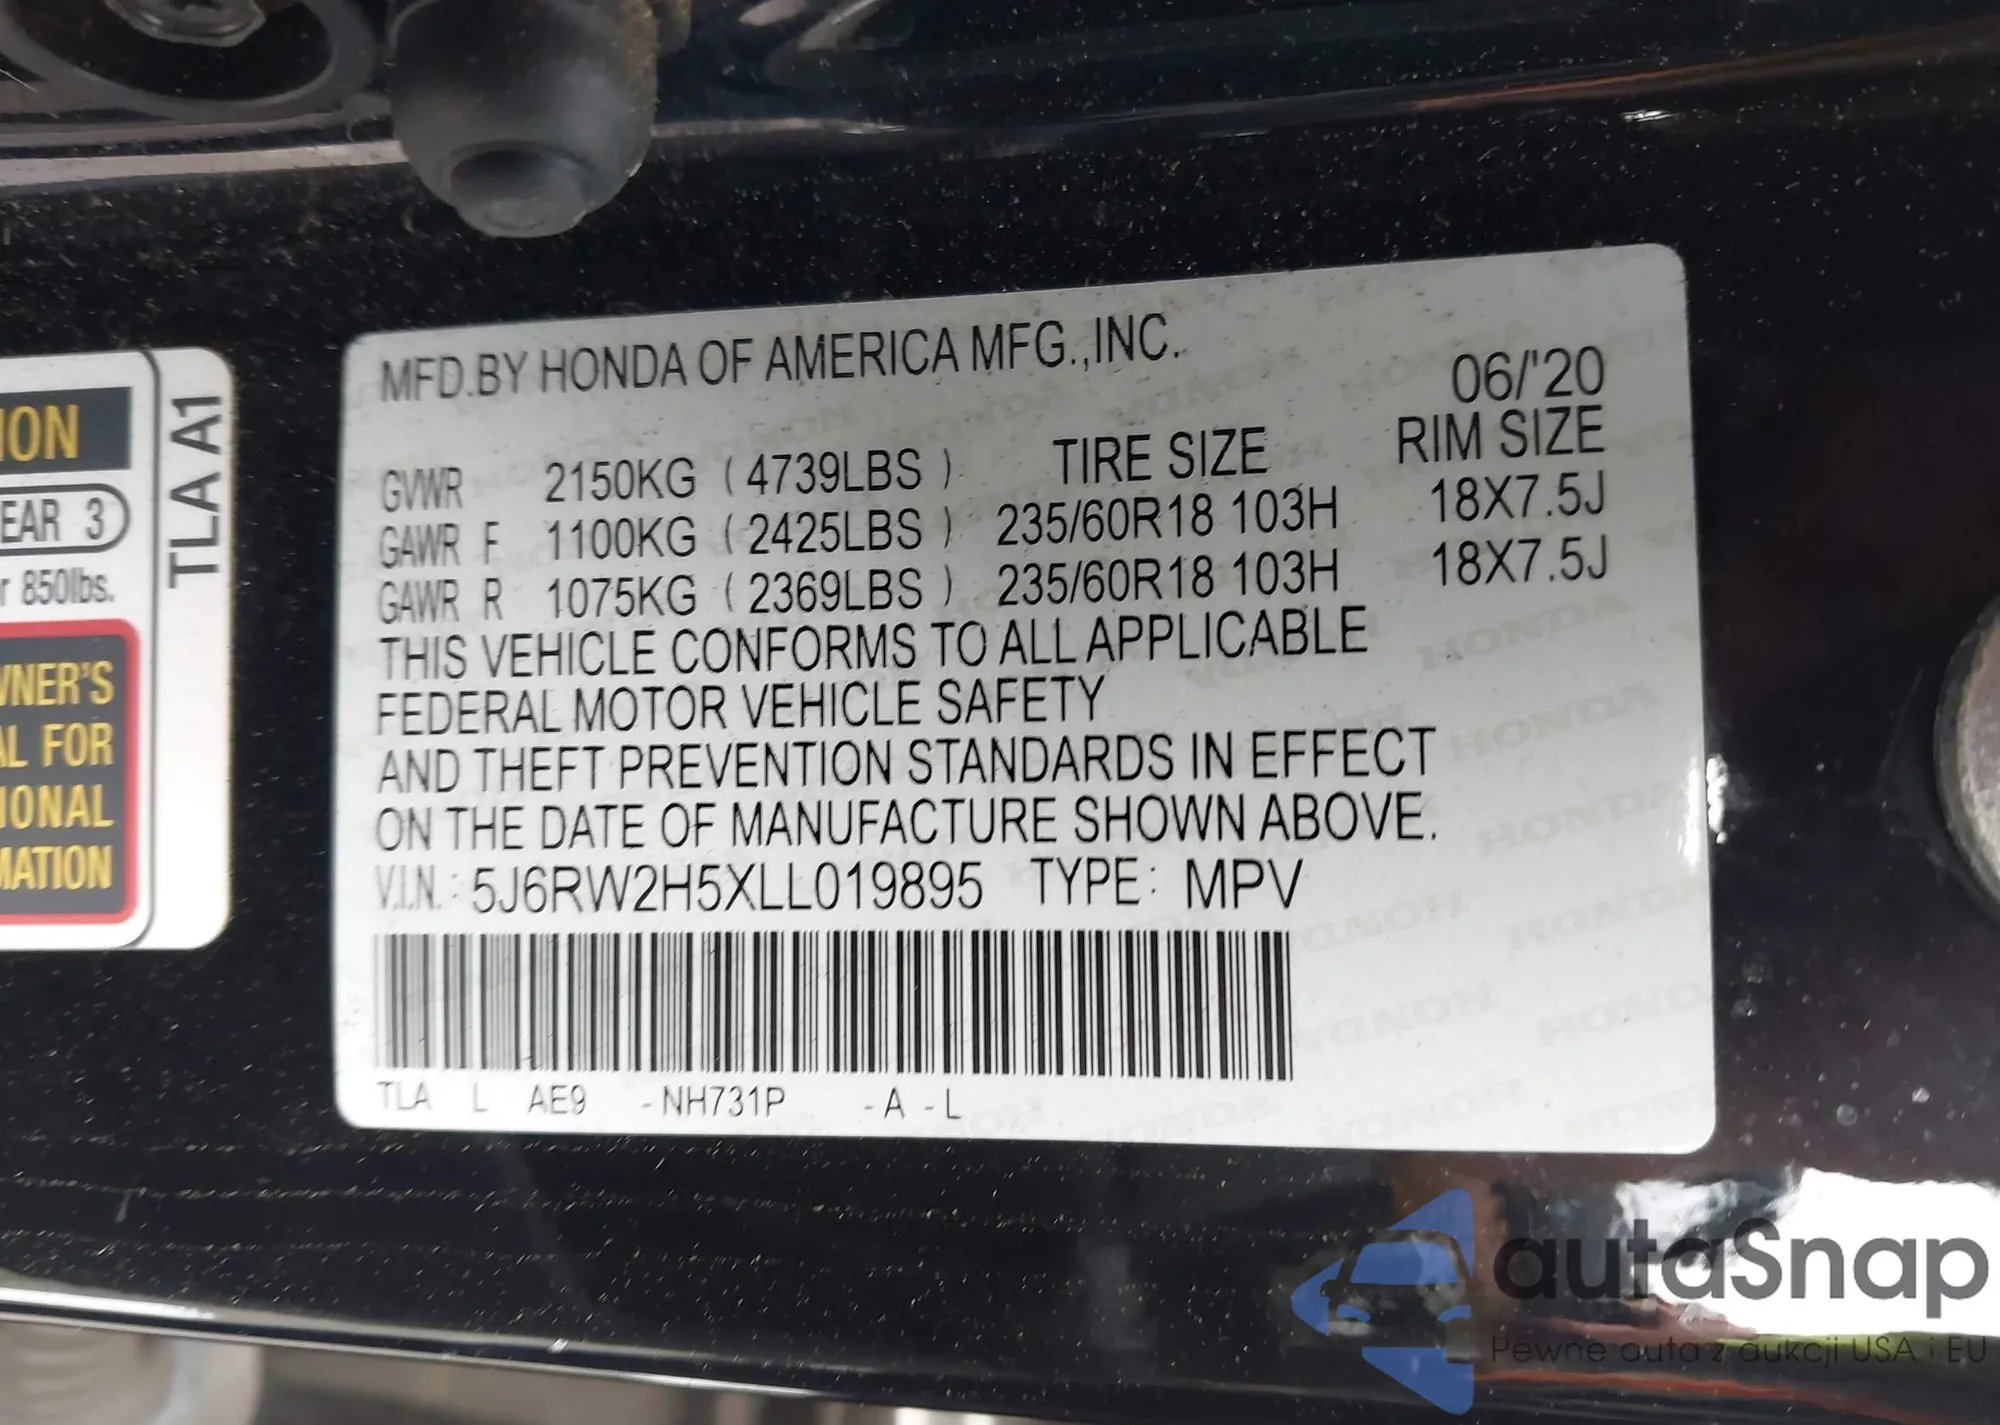 ION
EAR 3
r 850lbs.
WNER'S
AL FOR
IONAL
MATION
TLA A1
MFD.BY HONDA OF AMERICA MFG.,INC.
06/'20
GVWR 2150KG ( 4739LBS ) TIRE SIZE RIM SIZE
GAWR F 1100KG ( 2425LBS ) 235/60R18 103H 18X7.5J
GAWR R 1075KG ( 2369LBS ) 235/60R18 103H 18X7.5J
THIS VEHICLE CONFORMS TO ALL APPLICABLE
FEDERAL MOTOR VEHICLE SAFETY
AND THEFT PREVENTION STANDARDS IN EFFECT
ON THE DATE OF MANUFACTURE SHOWN ABOVE.
V.I.N.: 5J6RW2H5XLL019895 TYPE: MPV
TLA L AE9 -NH731P -A -L
autaSnap
Pewne auta z aukcji USA i EU